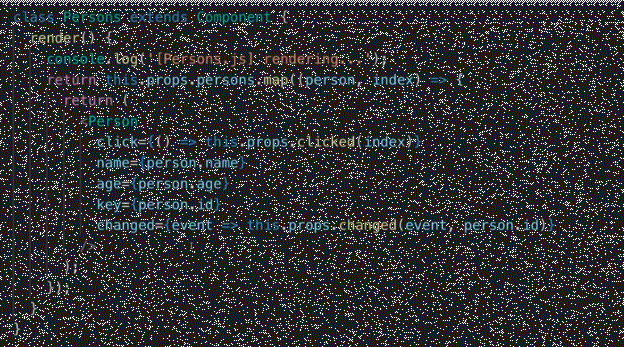 class Persons extends Component {
  render() {
    console.log('[Persons.js] rendering...');
    return this.props.persons.map((person, index) => {
      return (
        <Person
          click={() => this.props.clicked(index)}
          name={person.name}
          age={person.age}
          key={person.id}
          changed={event => this.props.changed(event, person.id)}
        />
      );
    });
  }
}